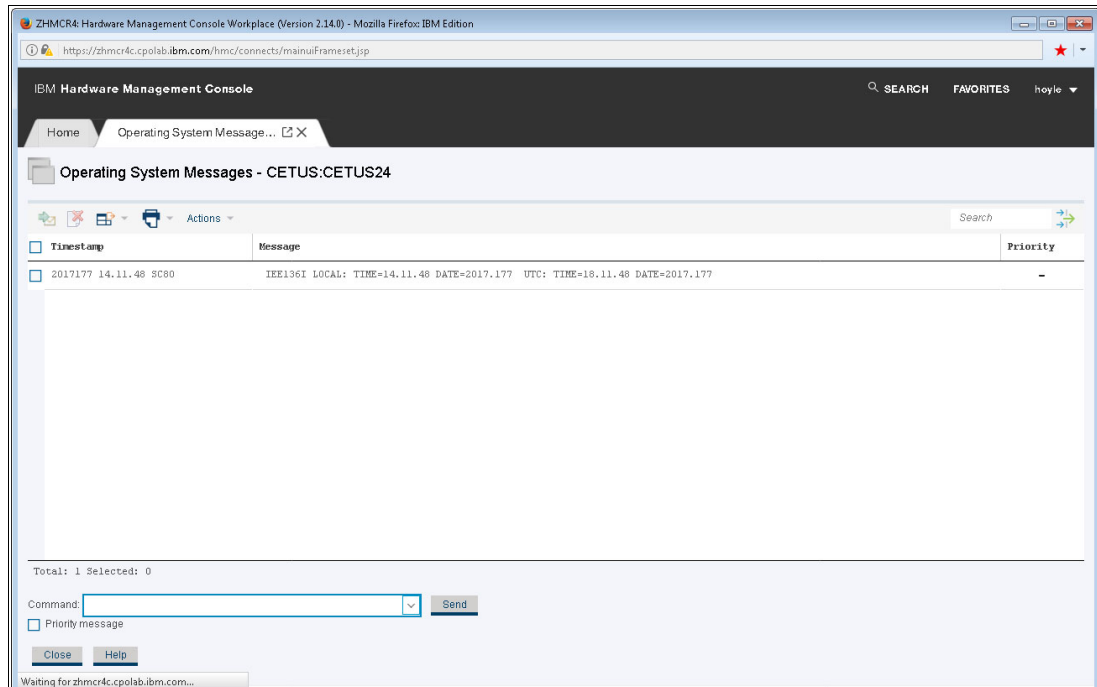 ZHMCR4: Hardware Management Console Workplace (Version 2.14.0) - Mozilla Firefox: IBM Edition
https://zhmcr4c.cpolab.ibm.com/hmc/connects/mainuiFrameset.jsp
IBM Hardware Management Console SEARCH FAVORITES hoyle
Home Operating System Message...
Operating System Messages - CETUS:CETUS24
Actions Search
Timestamp Message Priority
2017177 14.11.48 SC80 IEE136I LOCAL: TIME=14.11.48 DATE=2017.177 UTC: TIME=18.11.48 DATE=2017.177 -
Total: 1 Selected: 0
Command: Send
Priority message
Close Help
Waiting for zhmcr4c.cpolab.ibm.com...